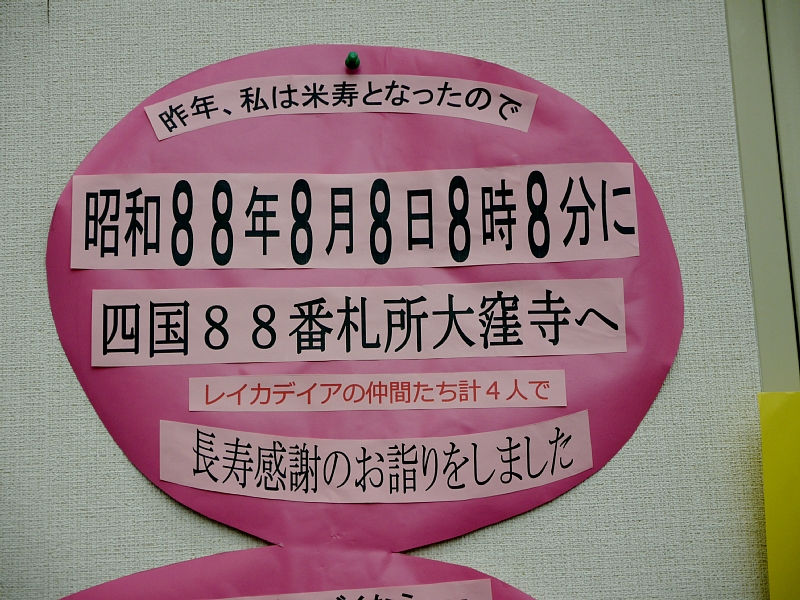 昨年、私は米寿となったので
昭和88年8月8日8時8分に
四国８８番札所大窪寺へ
レイカデイアの仲間たち計４人で
長寿感謝のお詣りをしました